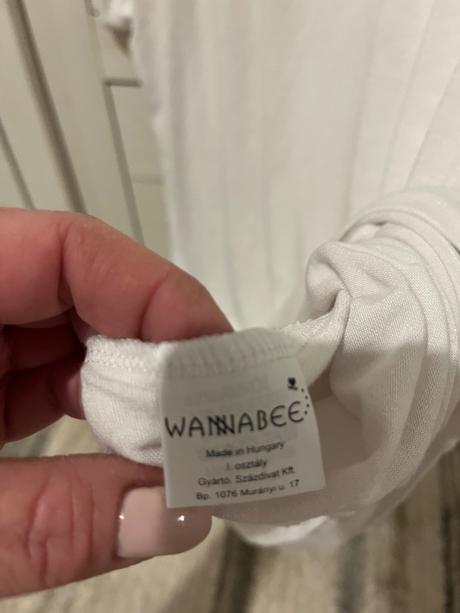 WANNABEE
Made in Hungary
I. osztály
Gyártó, Százdivat Kft.
Bp. 1076 Murányi u. 17